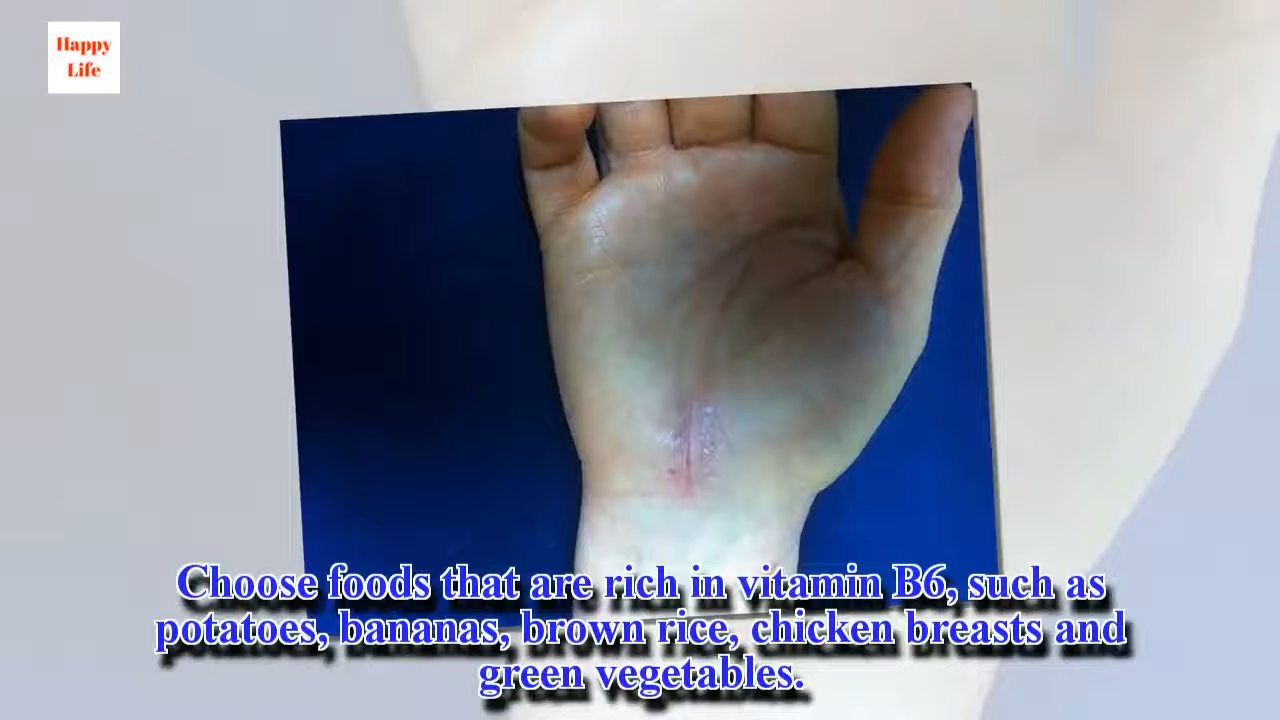 Happy
Life
Choose foods that are rich in vitamin B6, such as
potatoes, bananas, brown rice, chicken breasts and
green vegetables.